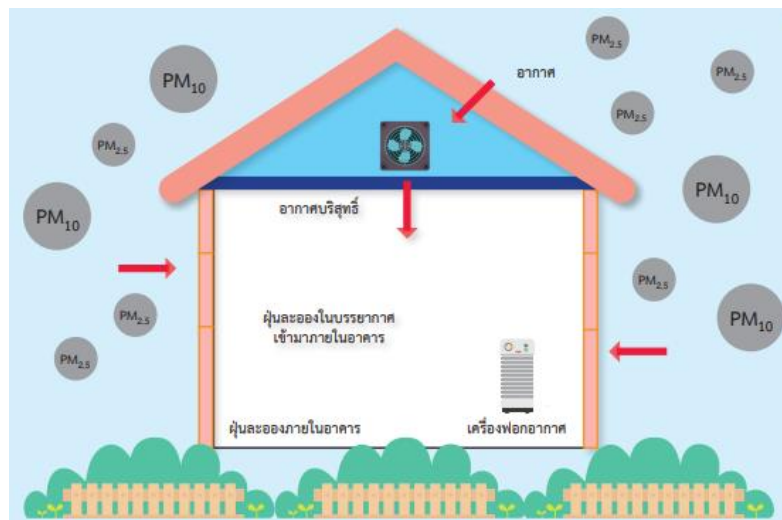 PM2.5
PM10
อากาศ
PM2.5
PM2.5
PM2.5
PM10
PM10
อากาศบริสุทธิ์
PM2.5
PM2.5
ฝุ่นละอองในบรรยากาศ
เข้ามาภายในอาคาร
PM10
PM2.5
ฝุ่นละอองภายในอาคาร
เครื่องฟอกอากาศ